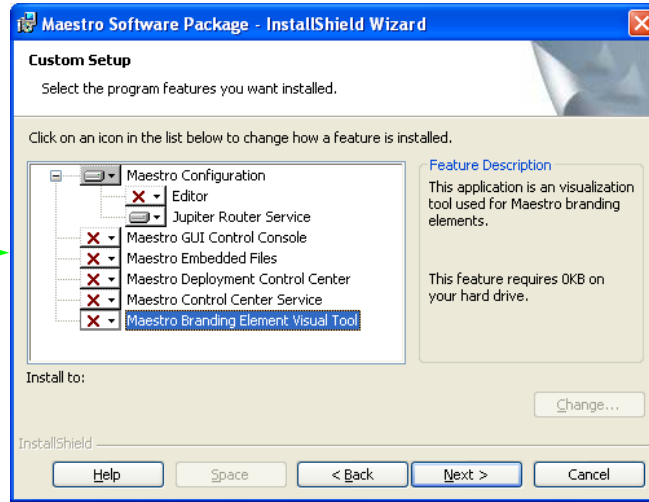 Maestro Software Package - InstallShield Wizard
Custom Setup
Select the program features you want installed.
Click on an icon in the list below to change how a feature is installed.
Maestro Configuration
Editor
Jupiter Router Service
Maestro GUI Control Console
Maestro Embedded Files
Maestro Deployment Control Center
Maestro Control Center Service
Maestro Branding Element Visual Tool
Feature Description
This application is an visualization
tool used for Maestro branding
elements.
This feature requires 0KB on
your hard drive.
Install to:
Change...
InstallShield
Help
Space
< Back
Next >
Cancel